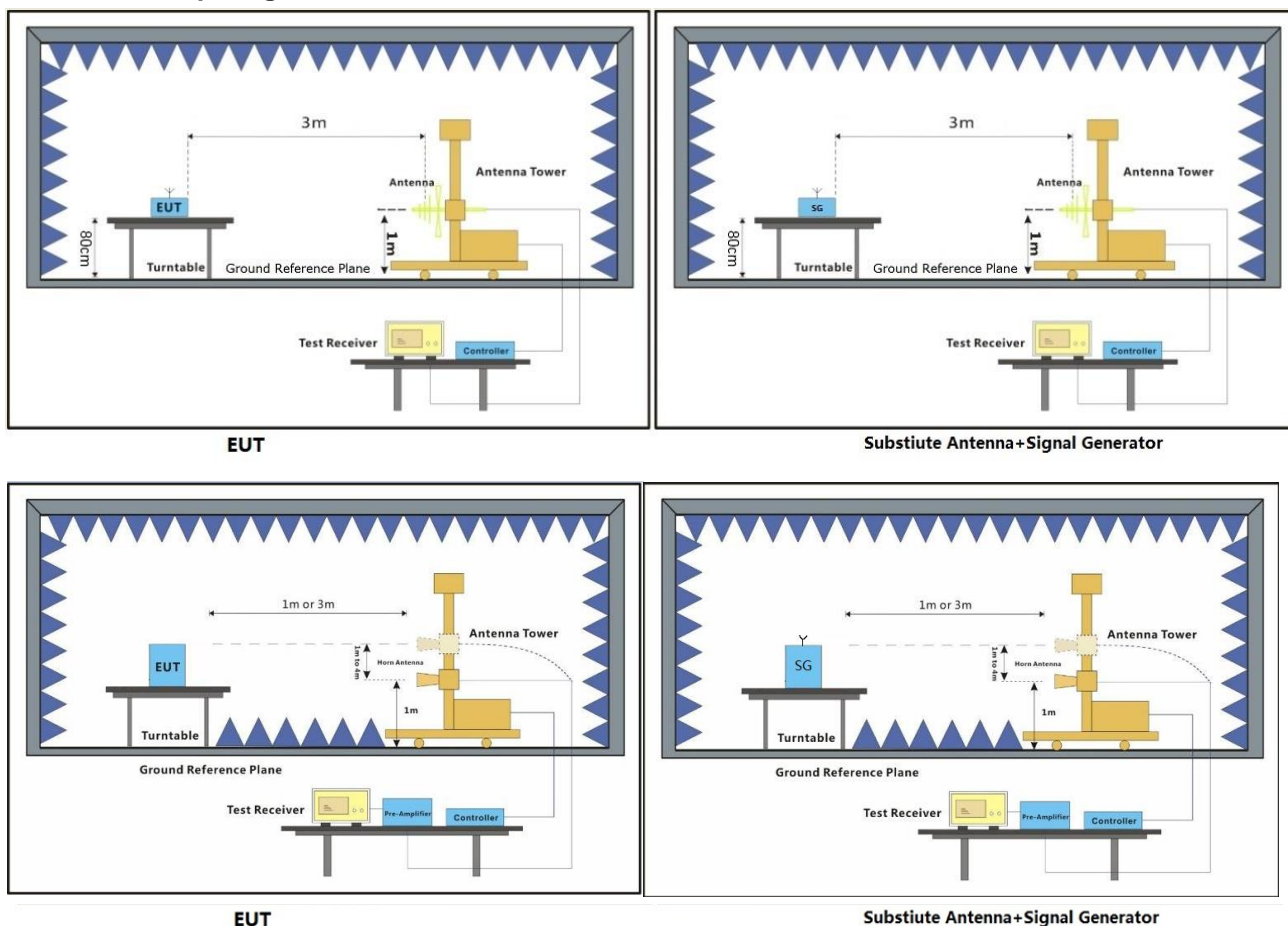 3m
Antenna
Antenna Tower
EUT
80cm
1m
Turntable
Ground Reference Plane
Test Receiver
Controller
EUT
3m
Antenna
Antenna Tower
SG
80cm
1m
Turntable
Ground Reference Plane
Test Receiver
Controller
Substiute Antenna+Signal Generator
1m or 3m
Antenna Tower
EUT
1m to 4m
Horn Antenna
1m
Turntable
Ground Reference Plane
Test Receiver
Pre-Amplifier
Controller
EUT
1m or 3m
Antenna Tower
SG
1m to 4m
Horn Antenna
1m
Turntable
Ground Reference Plane
Test Receiver
Pre-Amplifier
Controller
Substiute Antenna+Signal Generator